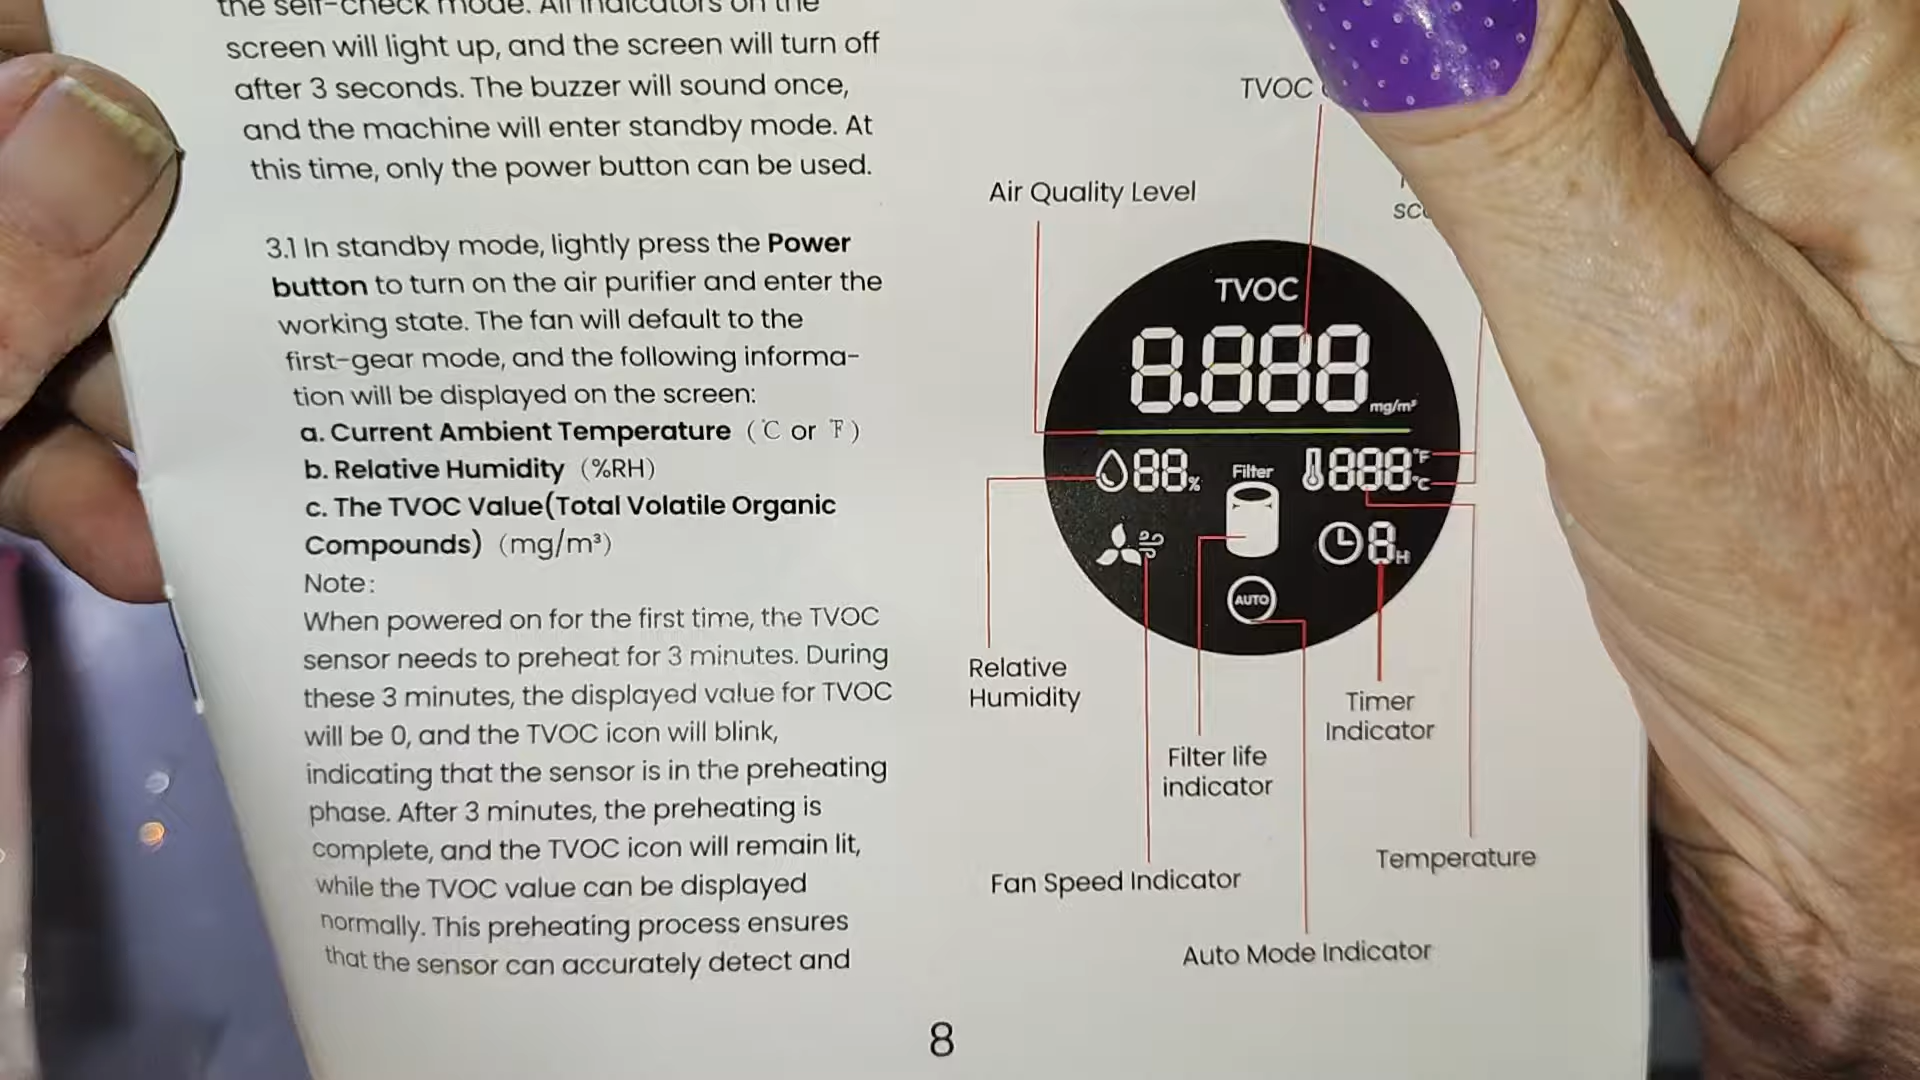 the self-check mode. All indicators on the
screen will light up, and the screen will turn off
after 3 seconds. The buzzer will sound once,
and the machine will enter standby mode. At
this time, only the power button can be used.
3.1 In standby mode, lightly press the Power
button to turn on the air purifier and enter the
working state. The fan will default to the
first-gear mode, and the following informa-
tion will be displayed on the screen:
a. Current Ambient Temperature (℃ or ℉)
b. Relative Humidity (%RH)
c. The TVOC Value(Total Volatile Organic
Compounds) (mg/m³)
Note:
When powered on for the first time, the TVOC
sensor needs to preheat for 3 minutes. During
these 3 minutes, the displayed value for TVOC
will be 0, and the TVOC icon will blink,
indicating that the sensor is in the preheating
phase. After 3 minutes, the preheating is
complete, and the TVOC icon will remain lit,
while the TVOC value can be displayed
normally. This preheating process ensures
that the sensor can accurately detect and
TVOC
Air Quality Level
TVOC
8.888
mg/m³
88%
Filter
888
°F
°C
8H
AUTO
Relative
Humidity
Timer
Indicator
Filter life
indicator
Temperature
Fan Speed Indicator
Auto Mode Indicator
8